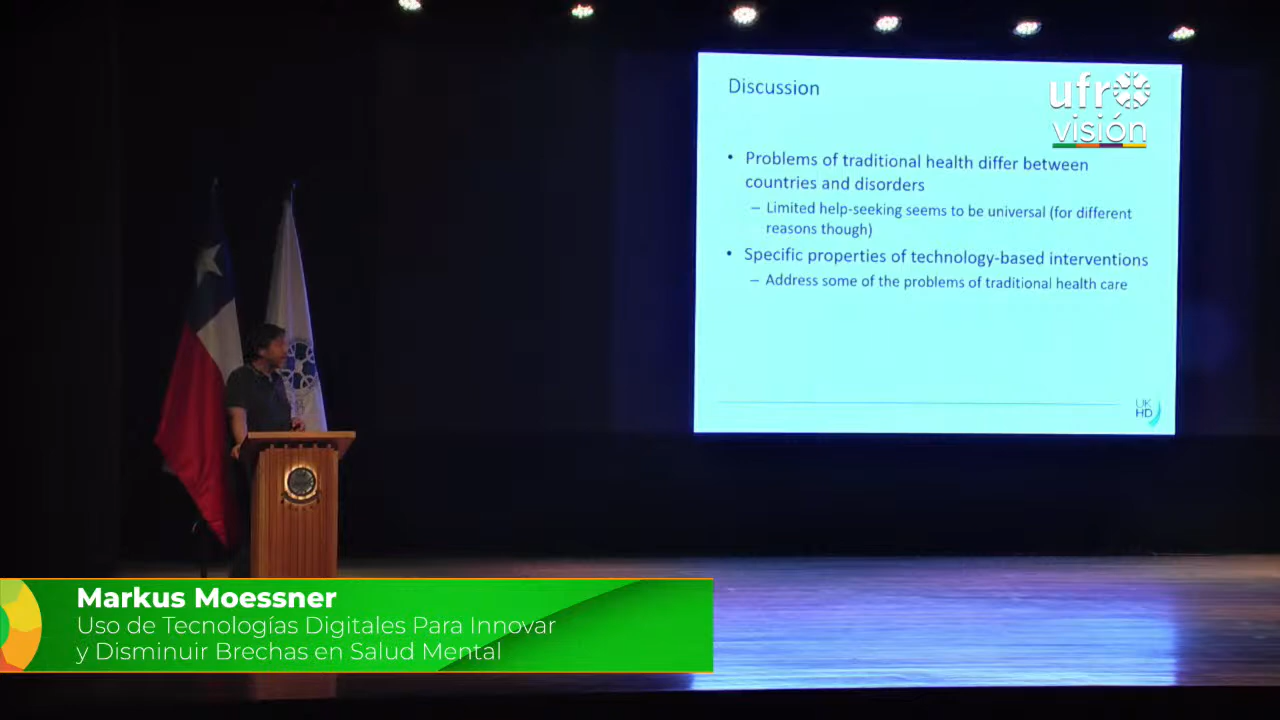 Discussion
ufro
visión
• Problems of traditional health differ between
countries and disorders
– Limited help-seeking seems to be universal (for different
reasons though)
• Specific properties of technology-based interventions
– Address some of the problems of traditional health care
UK
HD
Markus Moessner
Uso de Tecnologías Digitales Para Innovar
y Disminuir Brechas en Salud Mental